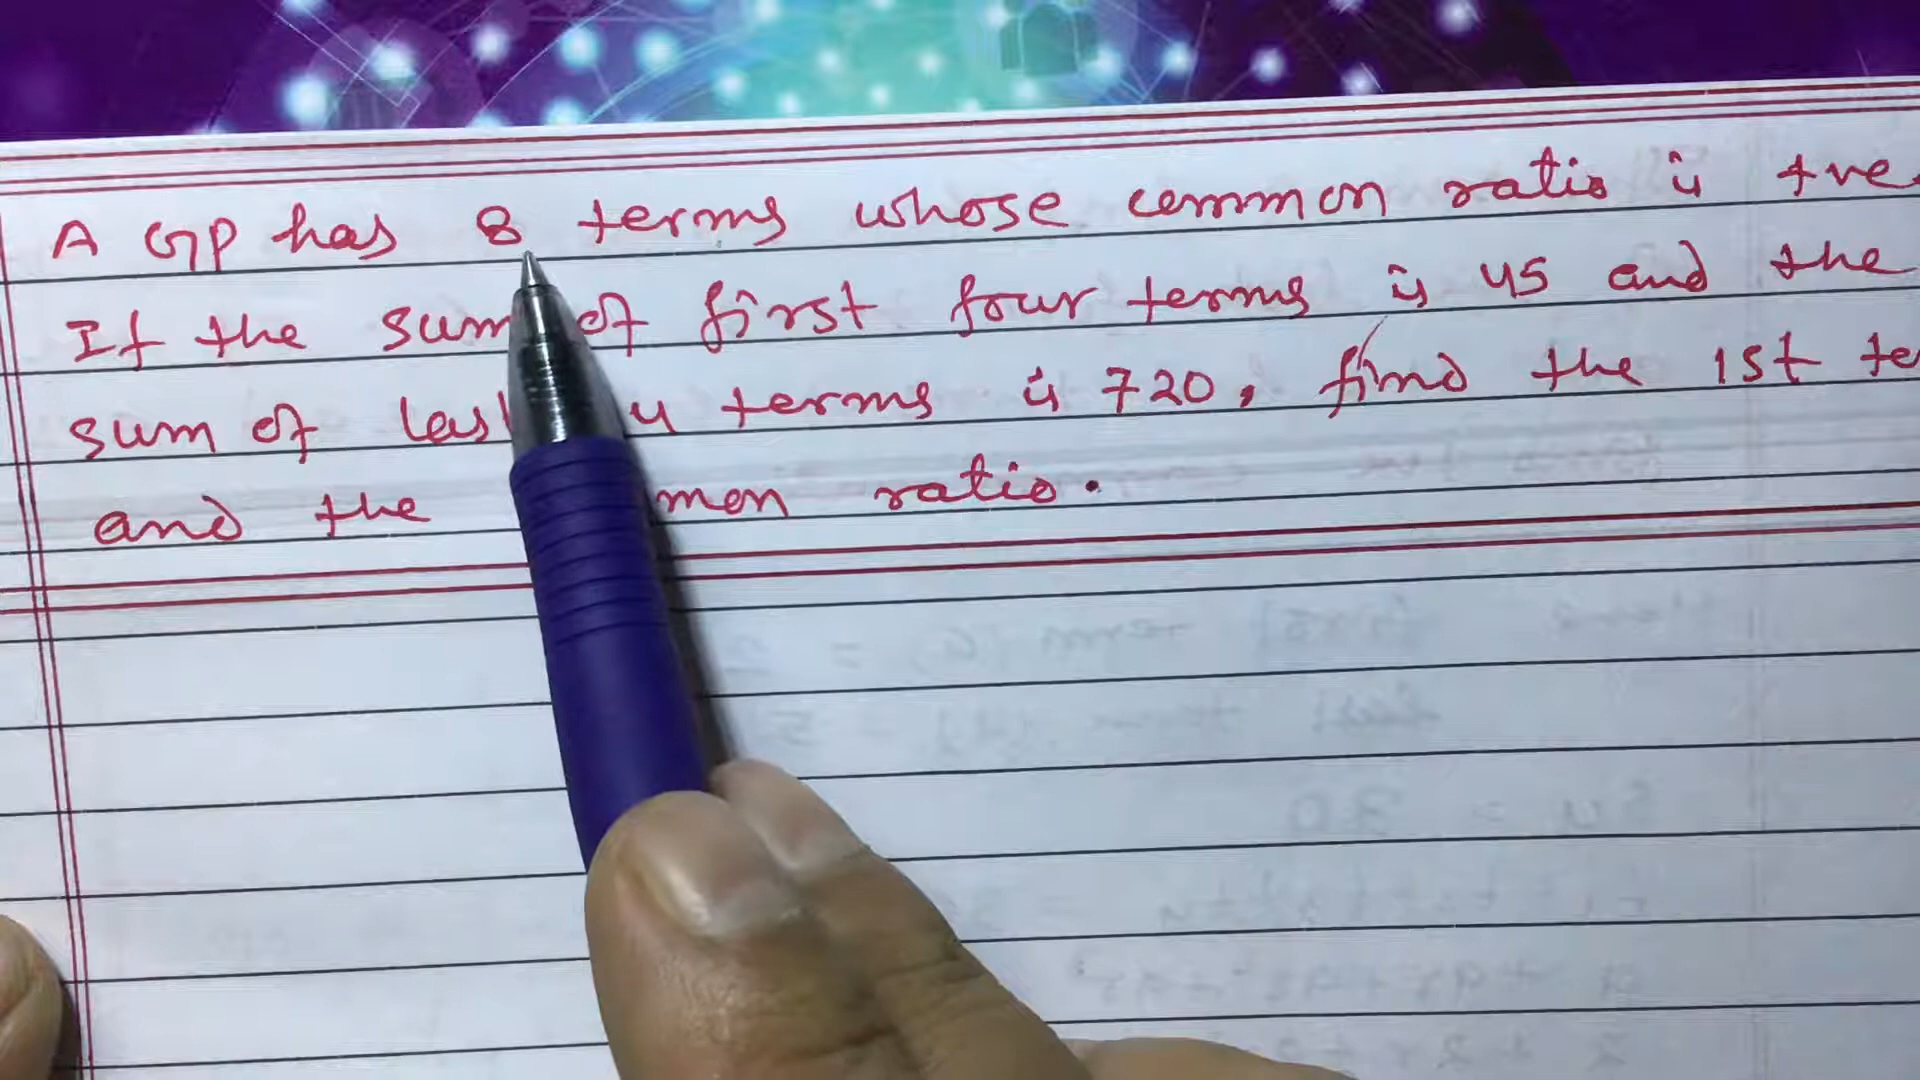 A GP has 8 terms whose common ratio is +ve
If the sum of first four terms is 45 and the
sum of last 4 terms is 720, find the 1st te
and the mon ratio.